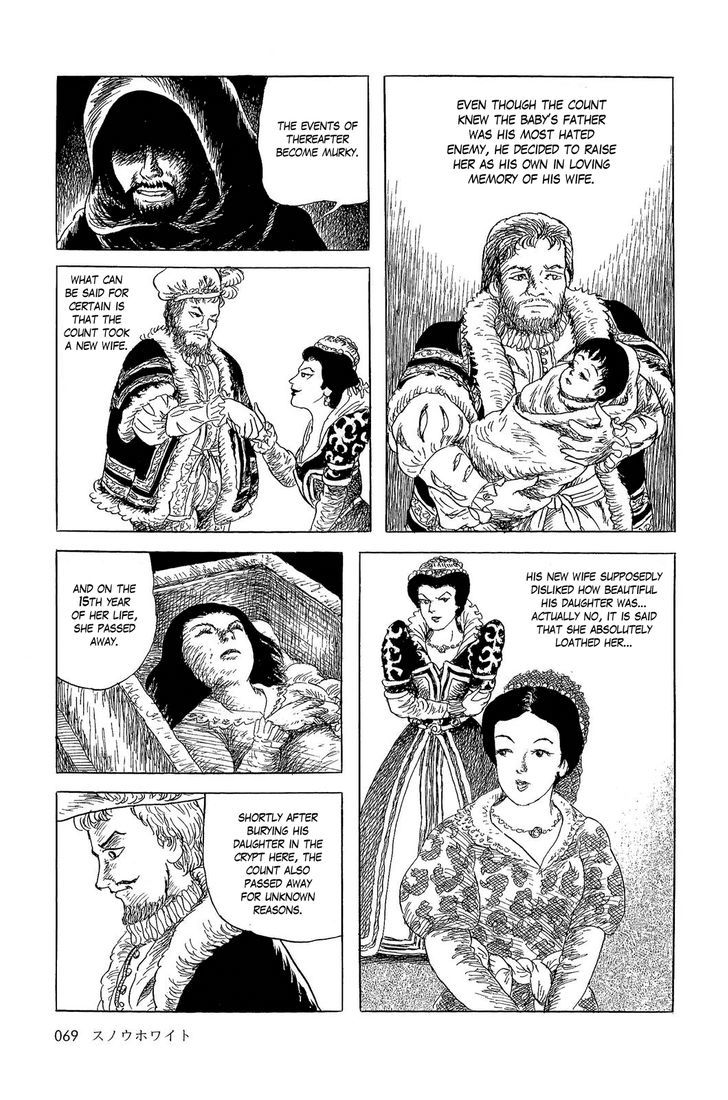 EVEN THOUGH THE COUNT
KNEW THE BABY'S FATHER
WAS HIS MOST HATED
ENEMY, HE DECIDED TO RAISE
HER AS HIS OWN IN LOVING
MEMORY OF HIS WIFE.
THE EVENTS OF
THEREAFTER
BECOME MURKY.
WHAT CAN
BE SAID FOR
CERTAIN IS
THAT THE
COUNT TOOK
A NEW WIFE.
HIS NEW WIFE SUPPOSEDLY
DISLIKED HOW BEAUTIFUL
HIS DAUGHTER WAS...
ACTUALLY NO, IT IS SAID
THAT SHE ABSOLUTELY
LOATHED HER...
AND ON THE
15TH YEAR
OF HER LIFE,
SHE PASSED
AWAY.
SHORTLY AFTER
BURYING HIS
DAUGHTER IN THE
CRYPT HERE, THE
COUNT ALSO
PASSED AWAY
FOR UNKNOWN
REASONS.
069 スノウホワイト